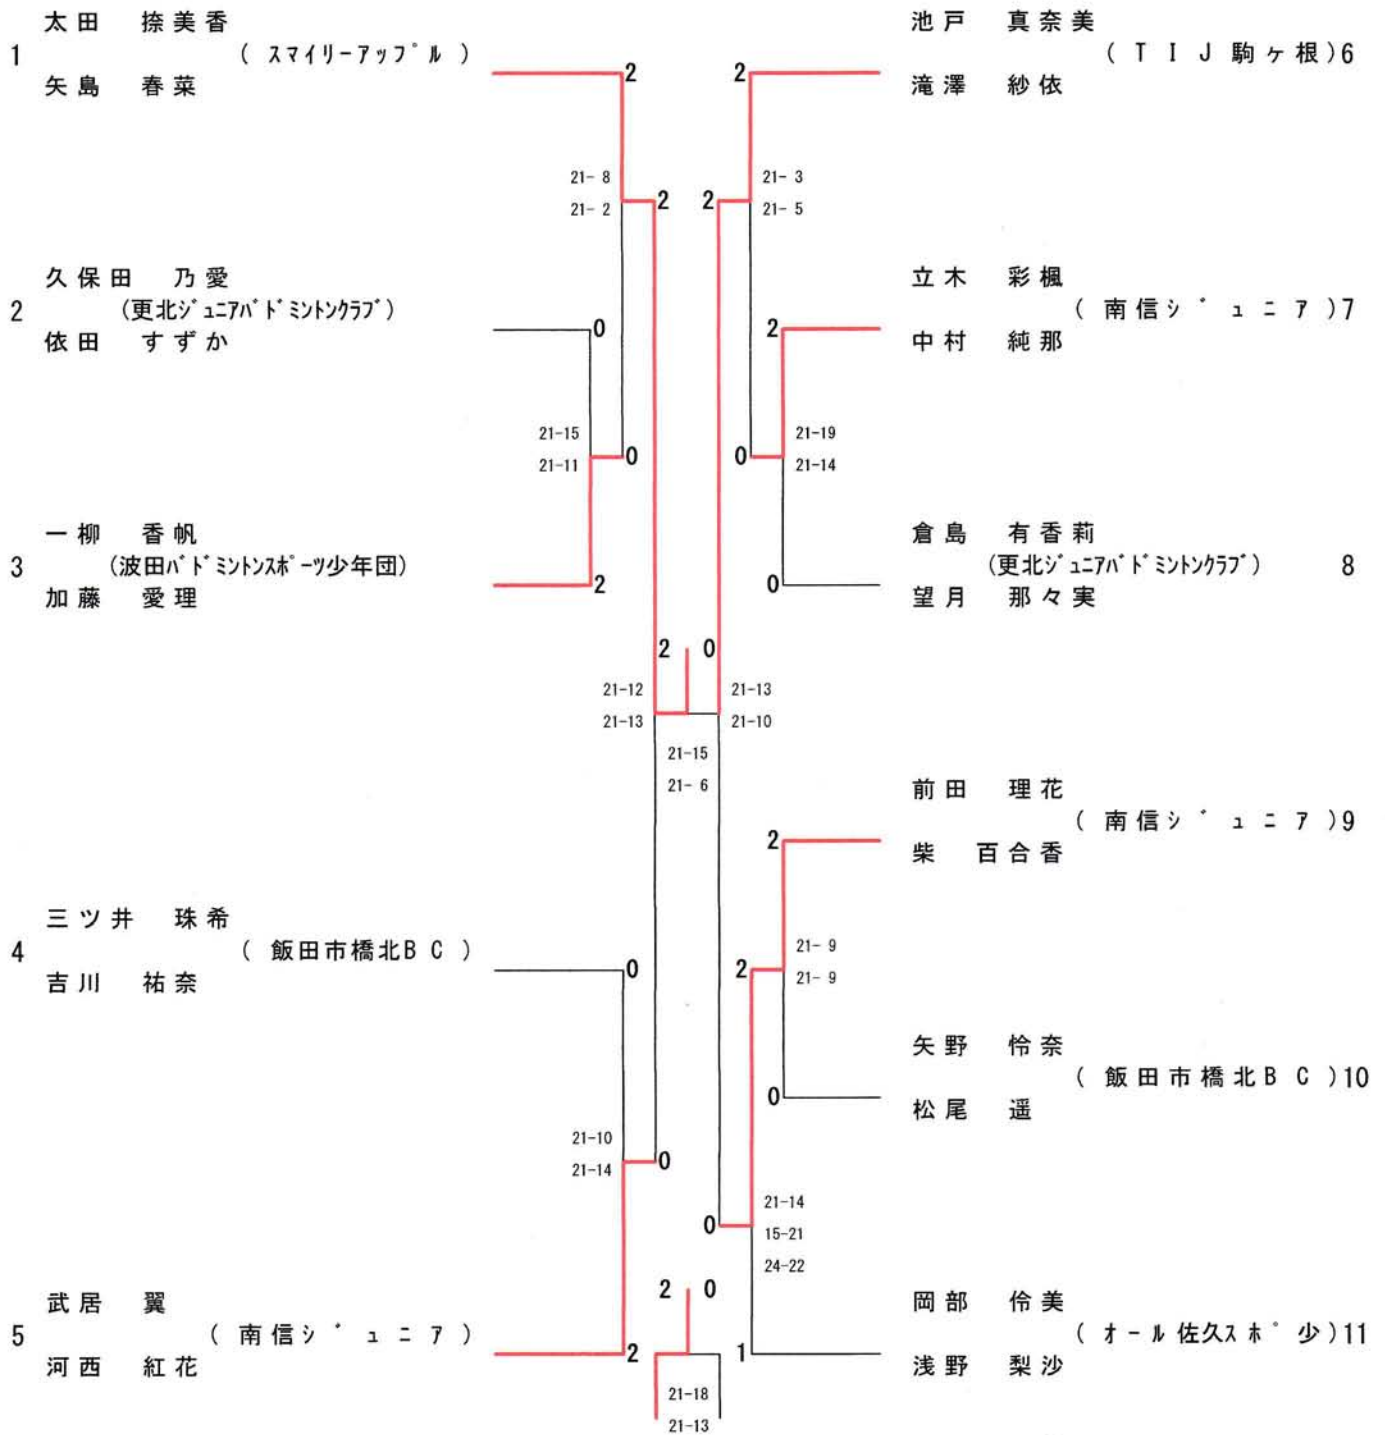 太田 捺美香
1 (スマイリーアップル)
矢島 春菜
2
21- 8
21- 2
2
久保田 乃愛
2 (更北ジュニアバドミントンクラブ)
依田 すずか
0
21-15
21-11
0
一柳 香帆
3 (波田バドミントンスポーツ少年団)
加藤 愛理
2
2 0
21-12
21-13
21-15
21- 6
三ツ井 珠希
4 (飯田市橋北BC)
吉川 祐奈
0
21-10
21-14
0
武居 翼
5 (南信ジュニア)
河西 紅花
2
2 0
21-18
21-13
池戸 真奈美
(TIJ駒ヶ根)6
滝澤 紗依
2
21- 3
21- 5
2
立木 彩楓
(南信ジュニア)7
中村 純那
2
21-19
21-14
0
倉島 有香莉
(更北ジュニアバドミントンクラブ) 8
望月 那々実
0
21-13
21-10
前田 理花
(南信ジュニア)9
柴 百合香
2
21- 9
21- 9
2
矢野 怜奈
(飯田市橋北BC)10
松尾 遥
0
21-14
15-21
24-22
0
岡部 伶美
(オール佐久スポ少)11
浅野 梨沙
1